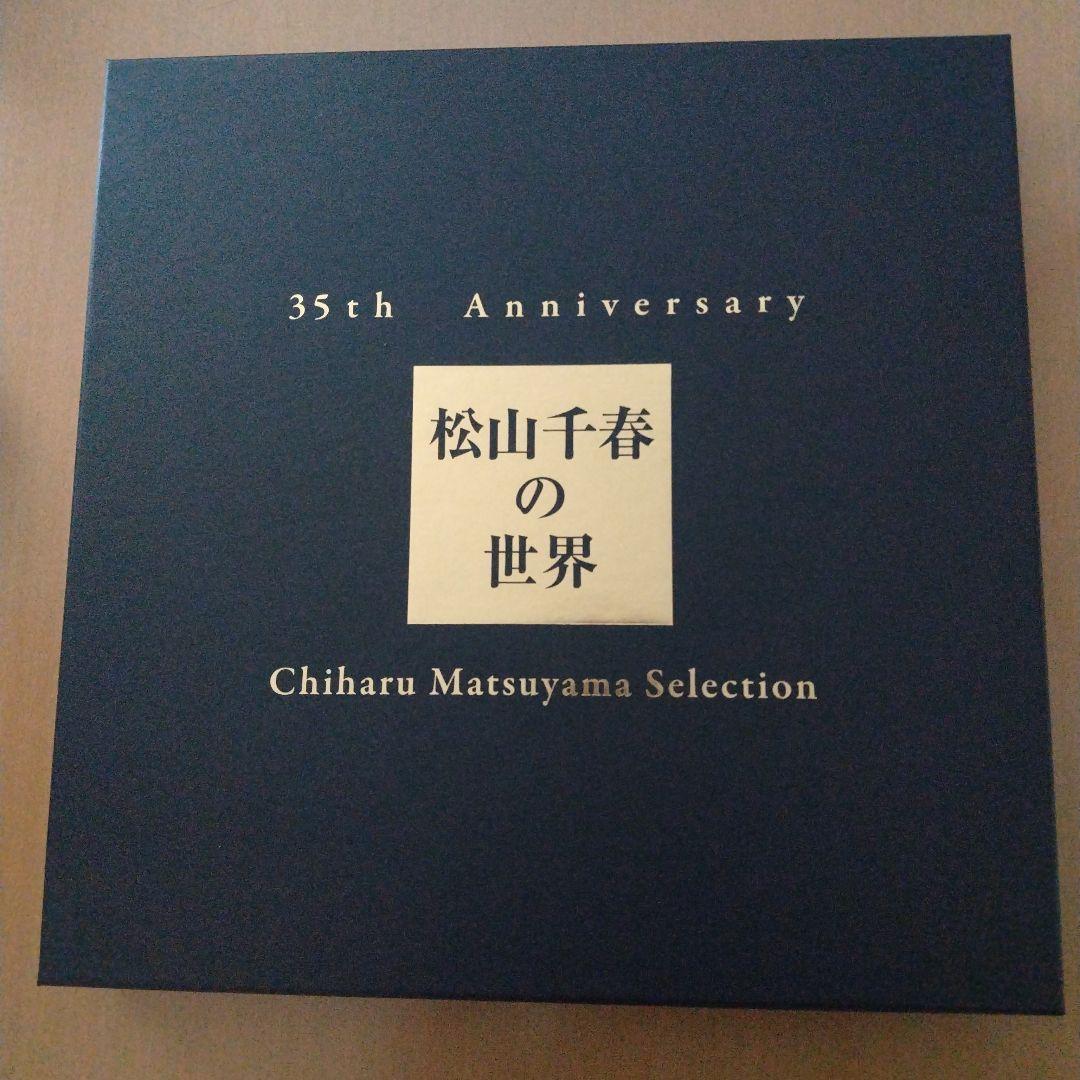 35th Anniversary
松山千春
の
世界
Chiharu Matsuyama Selection